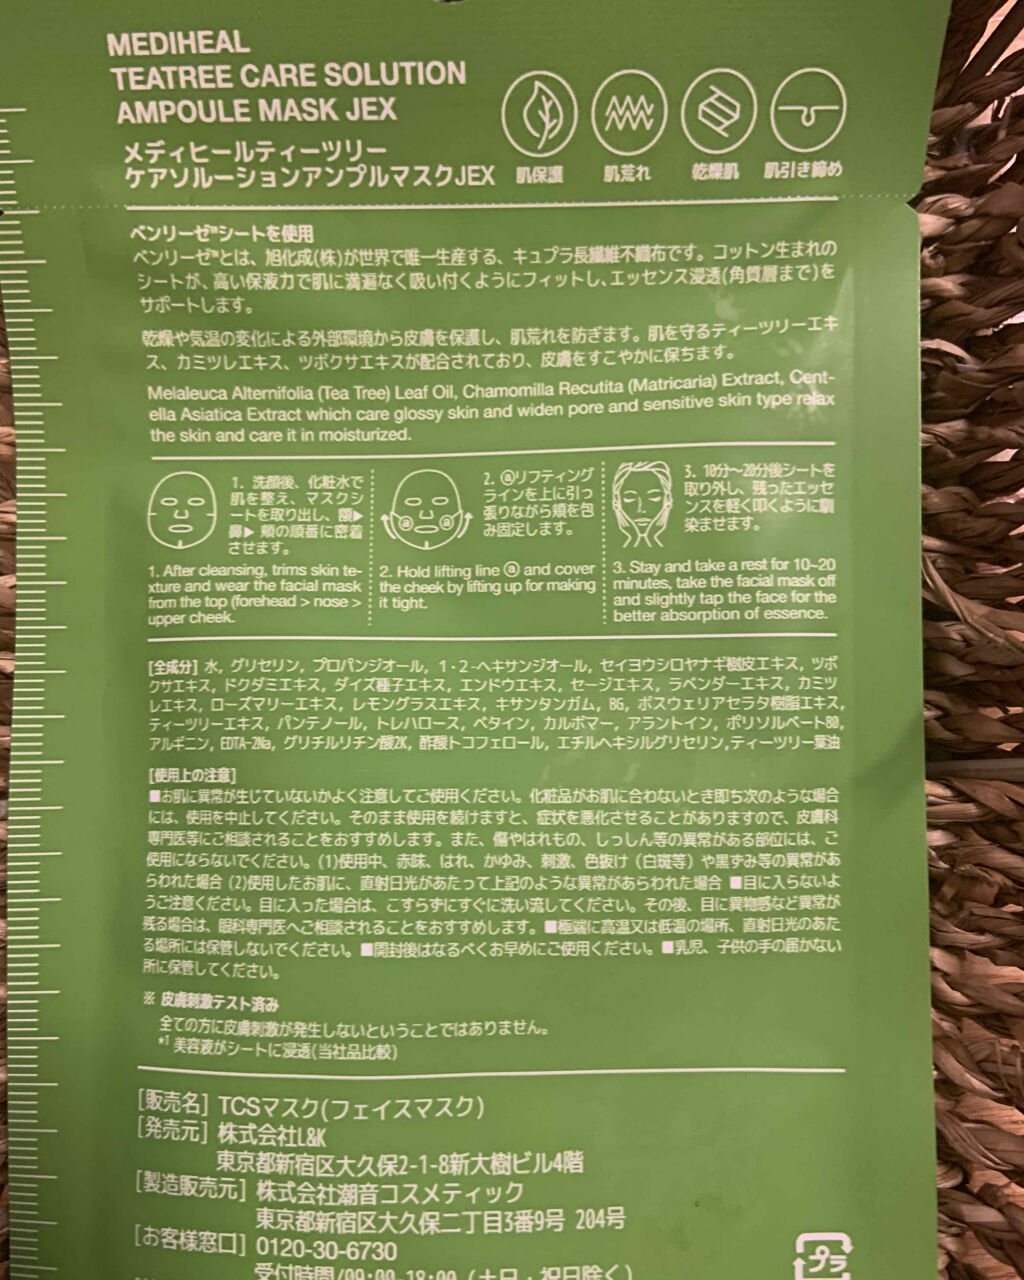 MEDIHEAL
TEATREE CARE SOLUTION
AMPOULE MASK JEX
メディヒールティーツリー
ケアソルーションアンプルマスクJEX
肌保護 肌荒れ 乾燥肌 肌引き締め
ベンリーゼ™シートを使用
ベンリーゼ™とは、旭化成(株)が世界で唯一生産する、キュプラ長繊維不織布です。コットン生まれの
シートが、高い保液力で肌に満遍なく吸い付くようにフィットし、エッセンス浸透(角質層まで)を
サポートします。
乾燥や気温の変化による外部環境から皮膚を保護し、肌荒れを防ぎます。肌を守るティーツリーエキ
ス、カミツレエキス、ツボクサエキスが配合されており、皮膚をすこやかに保ちます。
Melaleuca Alternifolia (Tea Tree) Leaf Oil, Chamomilla Recutita (Matricaria) Extract, Cent-
ella Asiatica Extract which care glossy skin and widen pore and sensitive skin type relax
the skin and care it in moisturized.
1. 洗顔後、化粧水で
肌を整え、マスクシ
ートを取り出し、額▶
鼻▶ 頬の順番に密着
させます。
1. After cleansing, trims skin te-
xture and wear the facial mask
from the top (forehead > nose >
upper cheek.
ⓐ ⓐ
2. ⓐリフティング
ラインを上に引っ
張りながら頬を包
み固定します。
2. Hold lifting line ⓐ and cover
the cheek by lifting up for making
it tight.
3. 10分〜20分後シートを
取り外し、残ったエッセ
ンスを軽く叩くように馴
染ませます。
3. Stay and take a rest for 10~20
minutes, take the facial mask off
and slightly tap the face for the
better absorption of essence.
[全成分] 水, グリセリン, プロパンジオール, 1・2-ヘキサンジオール, セイヨウシロヤナギ樹皮エキス, ツボ
クサエキス, ドクダミエキス, ダイズ種子エキス, エンドウエキス, セージエキス, ラベンダーエキス, カミツ
レエキス, ローズマリーエキス, レモングラスエキス, キサンタンガム, BG, ボスウェリアセラタ樹脂エキス,
ティーツリーエキス, パンテノール, トレハロース, ベタイン, カルボマー, アラントイン, ポリソルベート80,
アルギニン, EDTA-2Na, グリチルリチン酸2K, 酢酸トコフェロール, エチルヘキシルグリセリン,ティーツリー葉油
[使用上の注意]
■お肌に異常が生じていないかよく注意してご使用ください。化粧品がお肌に合わないとき即ち次のような場合
には、使用を中止してください。そのまま使用を続けますと、症状を悪化させることがありますので、皮膚科
専門医等にご相談されることをおすすめします。また、傷やはれもの、しっしん等の異常がある部位には、ご
使用にならないでください。(1)使用中、赤味、はれ、かゆみ、刺激、色抜け（白斑等）や黒ずみ等の異常があ
らわれた場合 (2)使用したお肌に、直射日光があたって上記のような異常があらわれた場合 ■目に入らないよ
うご注意ください。目に入った場合は、こすらずにすぐに洗い流してください。その後、目に異物感など異常が
残る場合は、眼科専門医へご相談されることをおすすめします。■極端に高温又は低温の場所、直射日光のあた
る場所には保管しないでください。■開封後はなるべくお早めにご使用ください。■乳児、子供の手の届かない
所に保管してください。
※ 皮膚刺激テスト済み
全ての方に皮膚刺激が発生しないということではありません。
*1 美容液がシートに浸透(当社品比較)
[販売名] TCSマスク(フェイスマスク)
[発売元] 株式会社L&K
東京都新宿区大久保2-1-8新大樹ビル4階
[製造販売元] 株式会社潮音コスメティック
東京都新宿区大久保二丁目3番9号 204号
[お客様窓口] 0120-30-6730
受付時間/09:00-18:00 (土日・祝日除く)
プラ